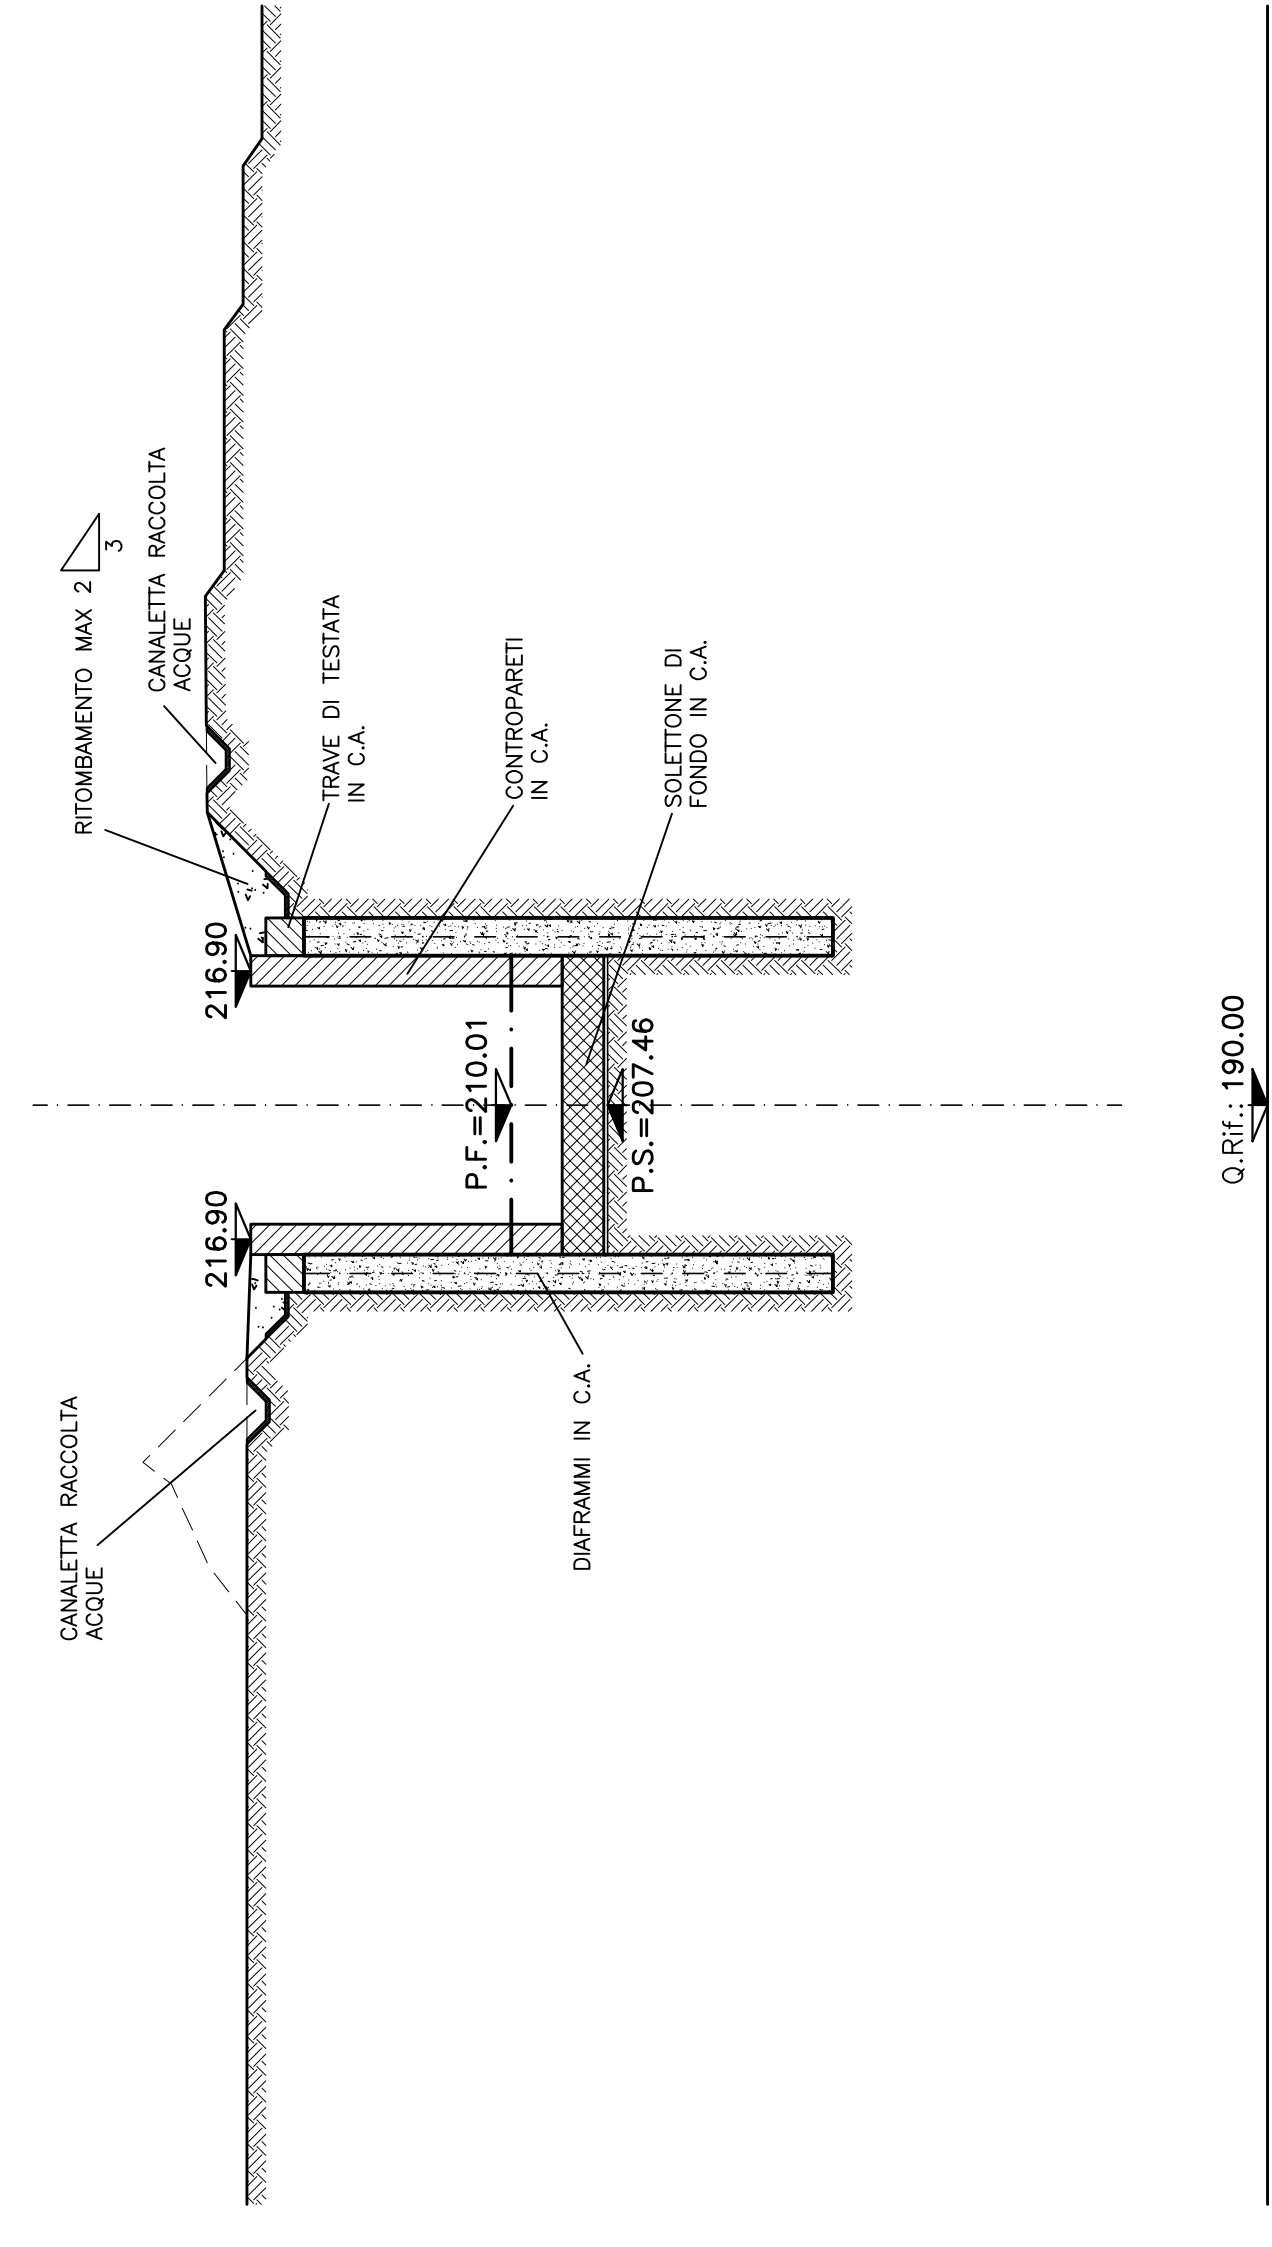 CANALETTA RACCOLTA
ACQUE
RITOMBAMENTO MAX 2
3
CANALETTA RACCOLTA
ACQUE
216.90
216.90
TRAVE DI TESTATA
IN C.A.
P.F.=210.01
CONTROPARETI
IN C.A.
DIAFRAMMI IN C.A.
P.S.=207.46
SOLETTONE DI
FONDO IN C.A.
Q.Rif.: 190.00